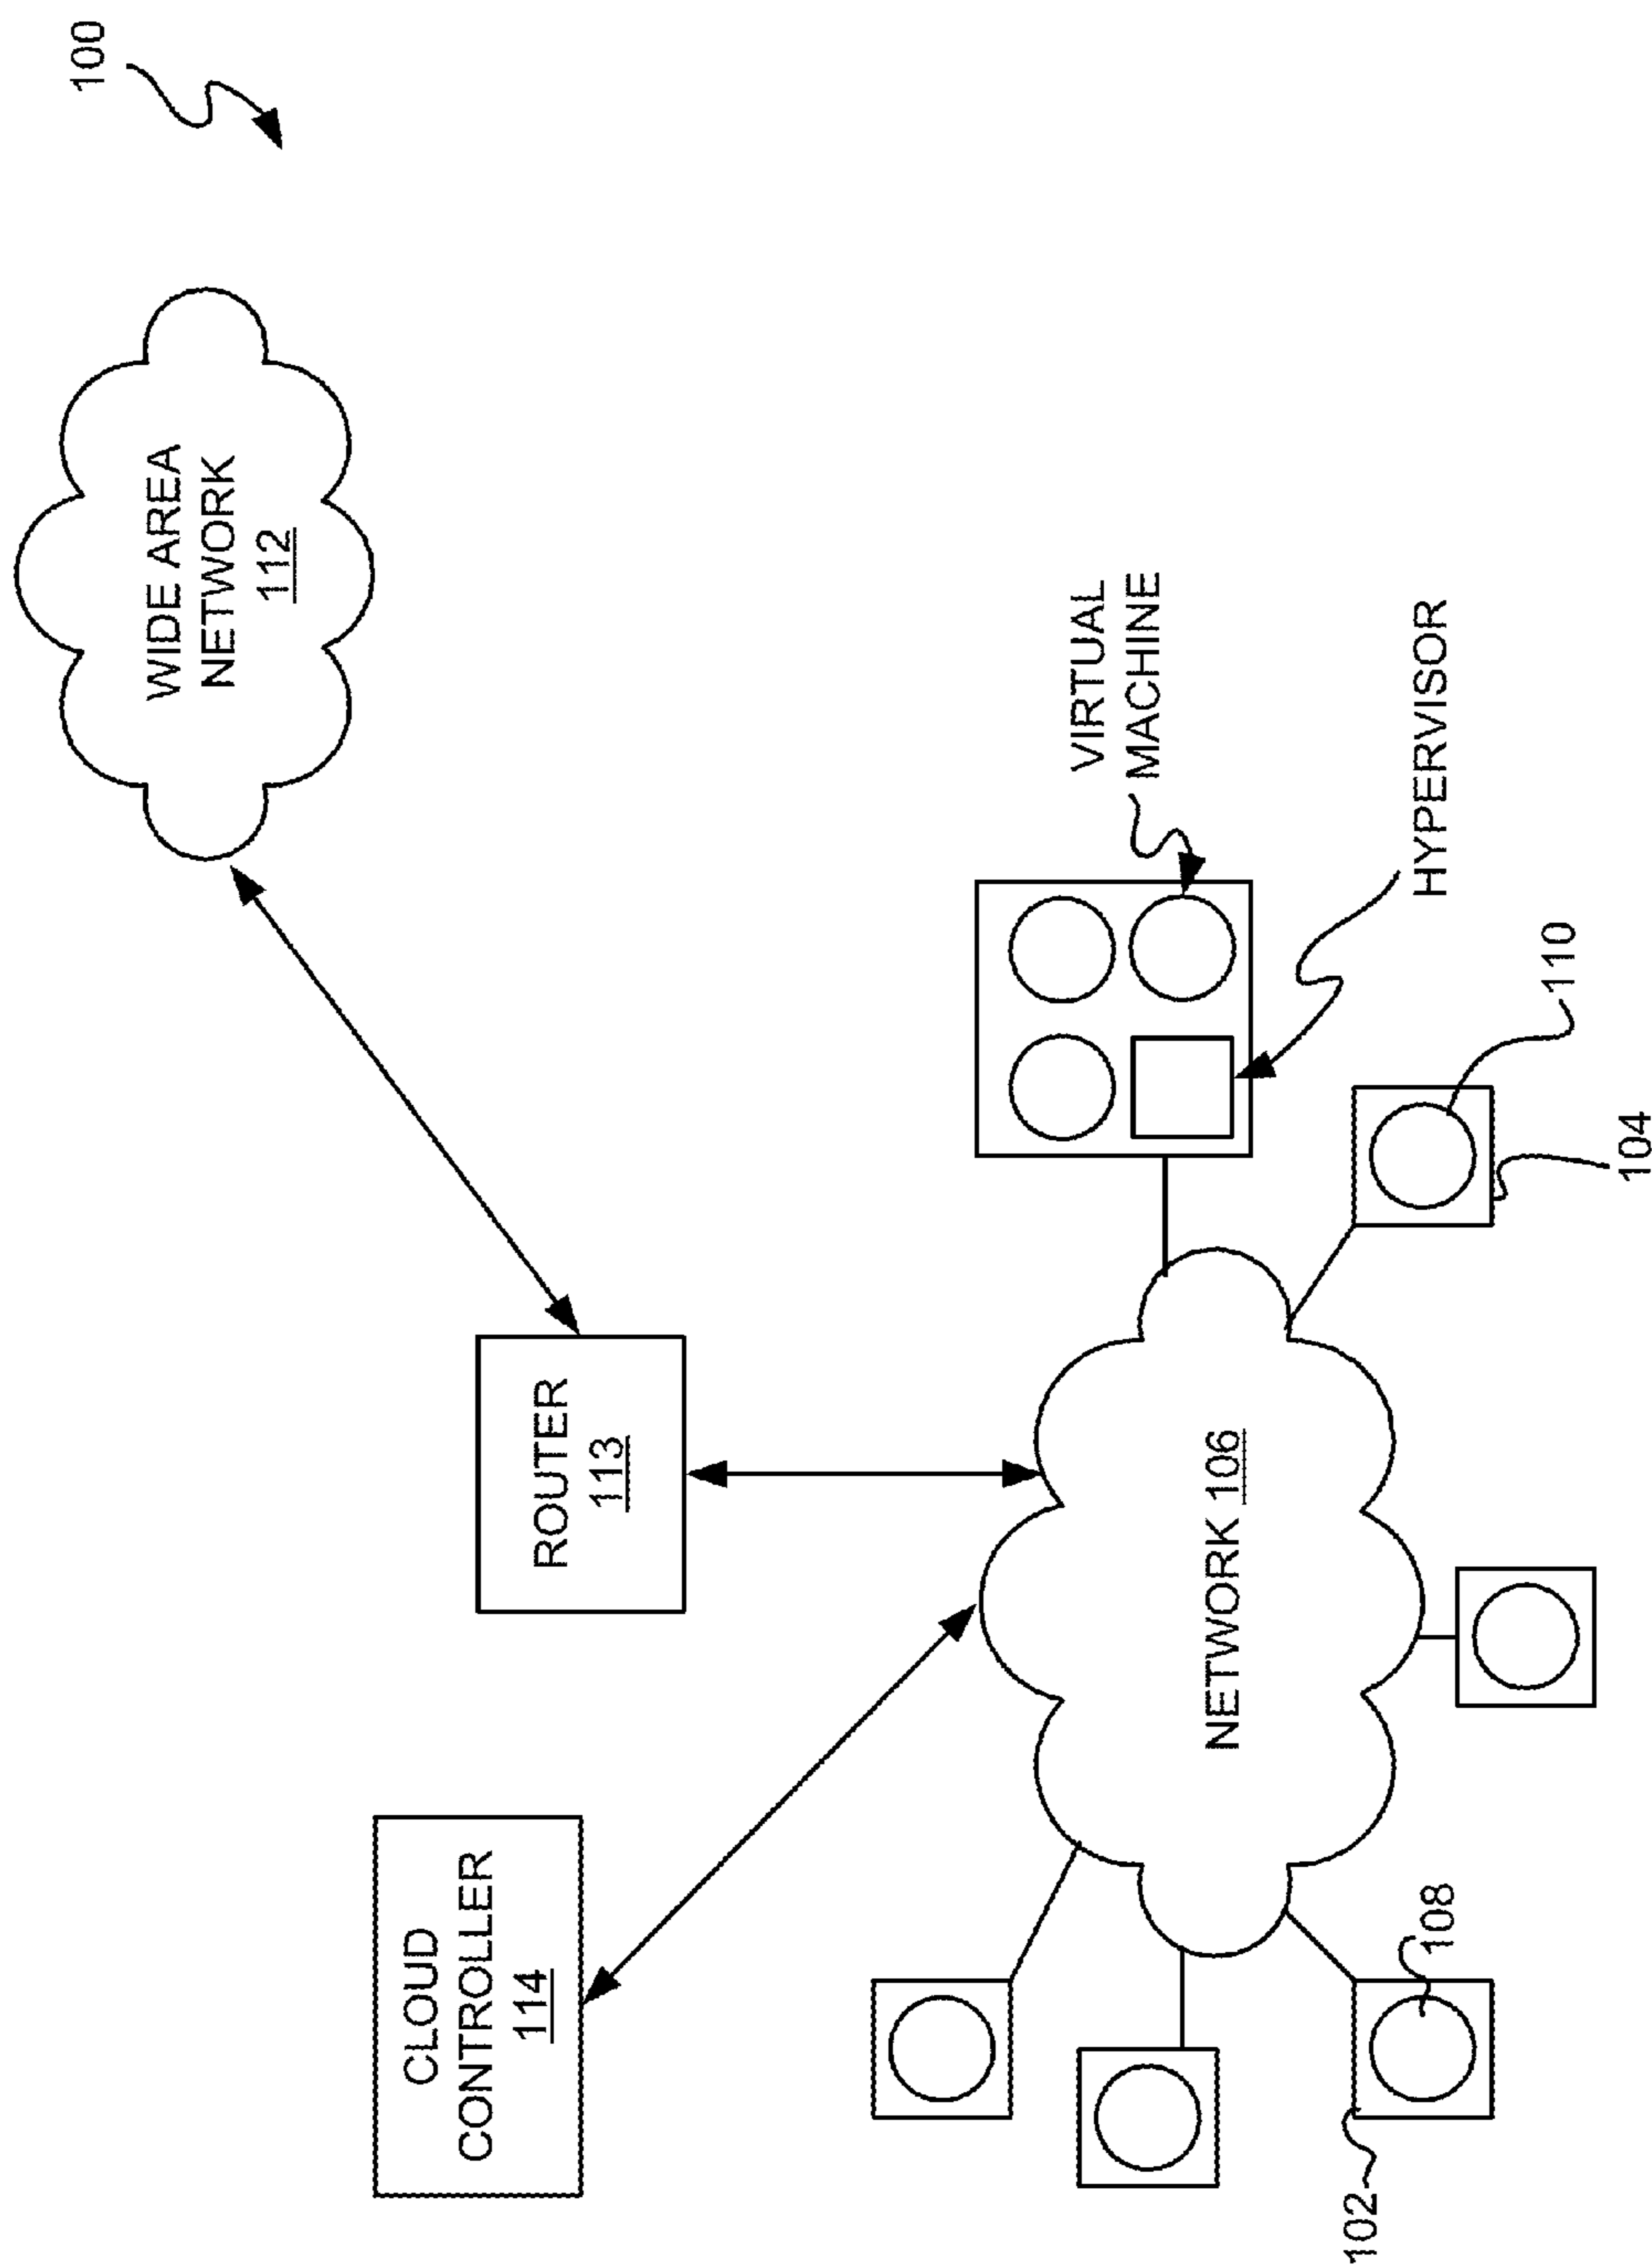 100
WIDE AREA
NETWORK
112
CLOUD
CONTROLLER
114
ROUTER
113
VIRTUAL
MACHINE
HYPERVISOR
NETWORK 106
110
104
108
102